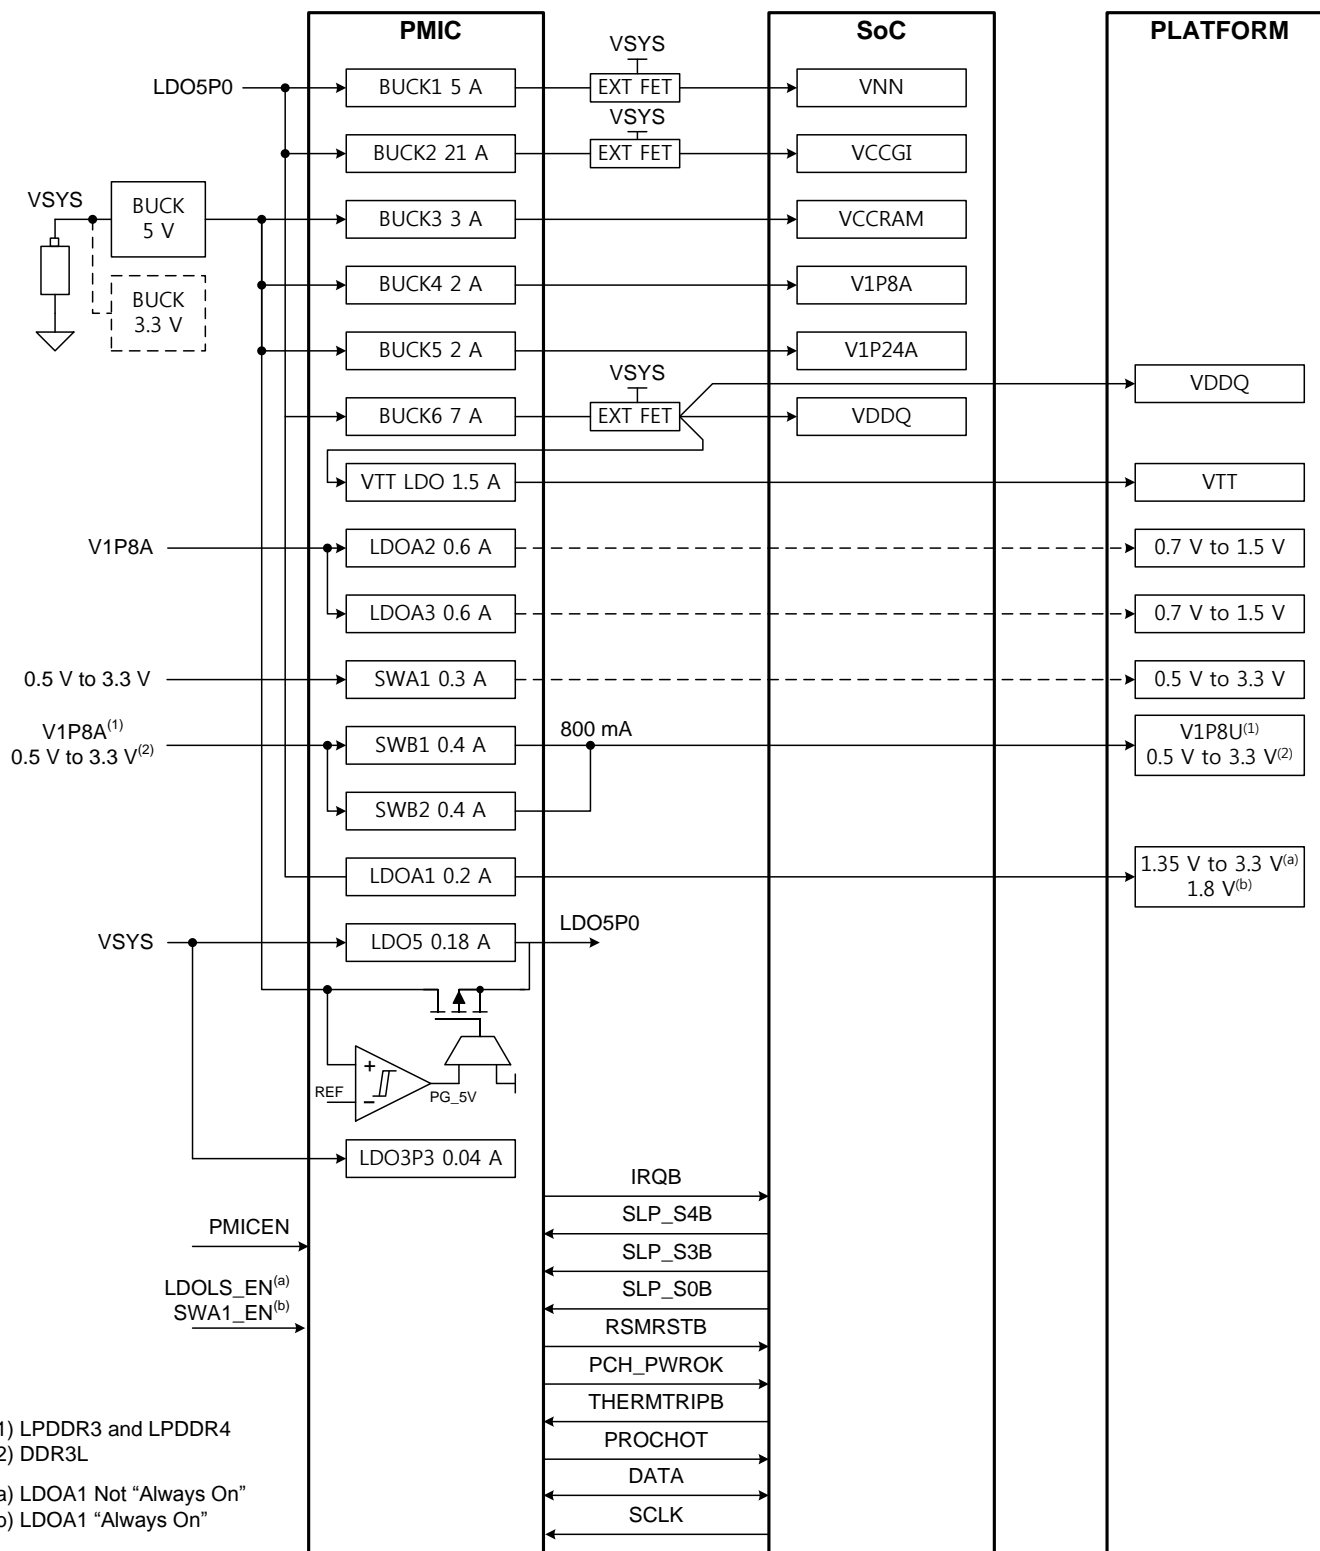 PMIC
SoC
PLATFORM
VSYS
LDO5P0
BUCK1 5 A
EXT FET
VNN
VSYS
BUCK2 21 A
EXT FET
VCCGI
VSYS
BUCK
5 V
BUCK3 3 A
VCCRAM
BUCK
3.3 V
BUCK4 2 A
V1P8A
BUCK5 2 A
V1P24A
VSYS
VDDQ
BUCK6 7 A
EXT FET
VDDQ
VTT LDO 1.5 A
VTT
V1P8A
LDOA2 0.6 A
0.7 V to 1.5 V
LDOA3 0.6 A
0.7 V to 1.5 V
0.5 V to 3.3 V
SWA1 0.3 A
0.5 V to 3.3 V
V1P8A(1)
0.5 V to 3.3 V(2)
SWB1 0.4 A
800 mA
V1P8U(1)
0.5 V to 3.3 V(2)
SWB2 0.4 A
LDOA1 0.2 A
1.35 V to 3.3 V(a)
1.8 V(b)
VSYS
LDO5 0.18 A
LDO5P0
+
REF
−
PG_5V
LDO3P3 0.04 A
IRQB
SLP_S4B
PMICEN
SLP_S3B
LDOLS_EN(a)
SWA1_EN(b)
SLP_S0B
RSMRSTB
PCH_PWROK
THERMTRIPB
PROCHOT
DATA
SCLK
1) LPDDR3 and LPDDR4
2) DDR3L
a) LDOA1 Not “Always On”
b) LDOA1 “Always On”